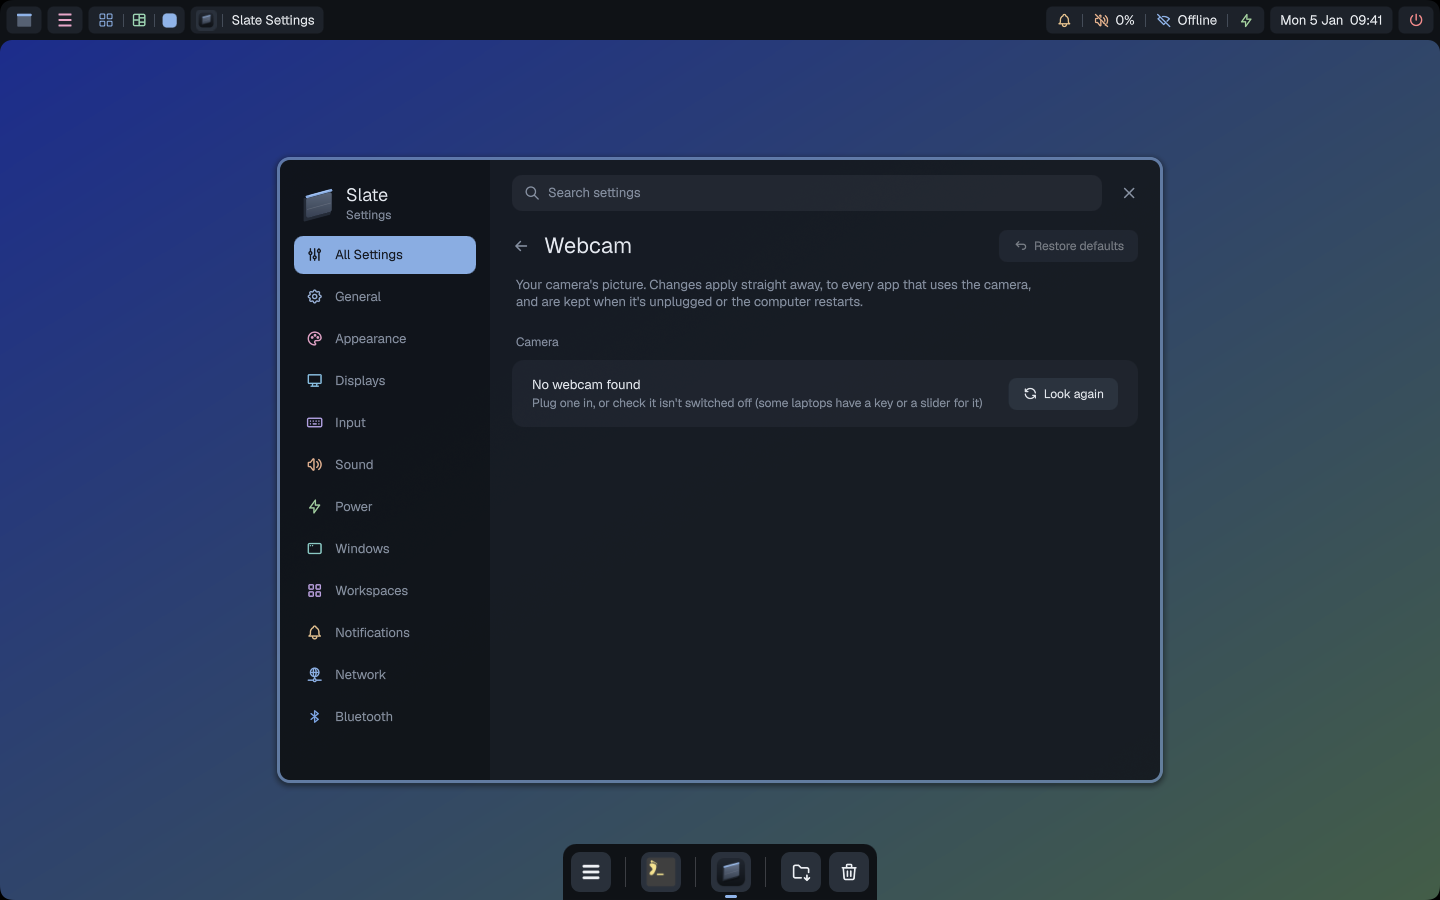 Slate Settings
0%
Offline
Mon 5 Jan 09:41
Slate
Settings
All Settings
General
Appearance
Displays
Input
Sound
Power
Windows
Workspaces
Notifications
Network
Bluetooth
Search settings
Webcam
Restore defaults
Your camera's picture. Changes apply straight away, to every app that uses the camera,
and are kept when it's unplugged or the computer restarts.
Camera
No webcam found
Plug one in, or check it isn't switched off (some laptops have a key or a slider for it)
Look again